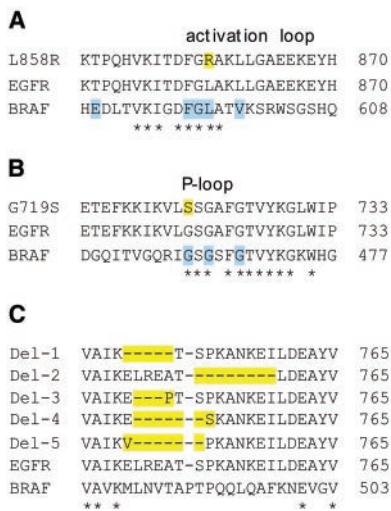 A
activation loop
L858R KTPQHVKITDFGRAKLLGAEEKEYH 870
EGFR KTPQHVKITDFGLAKLLGAEEKEYH 870
BRAF HEDLTVKIGDFGLATVKSRWSGSHQ 608
*** *****
B
P-loop
G719S ETEFKKIKVLSSGAFGTVYKGLWIP 733
EGFR ETEFKKIKVLGSGAFGTVYKGLWIP 733
BRAF DGQITVGQRIGSGSFGTVYKGKWHG 477
*** ******* *
C
Del-1 VAIK-----T-SPKANKEILDEAYV 765
Del-2 VAIKELREAT--------LDEAYV 765
Del-3 VAIKE---PT-SPKANKEILDEAYV 765
Del-4 VAIKE-------SPKANKEILDEAYV 765
Del-5 VAIKV-------PKANKEILDEAYV 765
EGFR VAIKELREAT-SPKANKEILDEAYV 765
BRAF VAVKMLNVTAPTPQQLQAFKNEVGV 503
** * * *